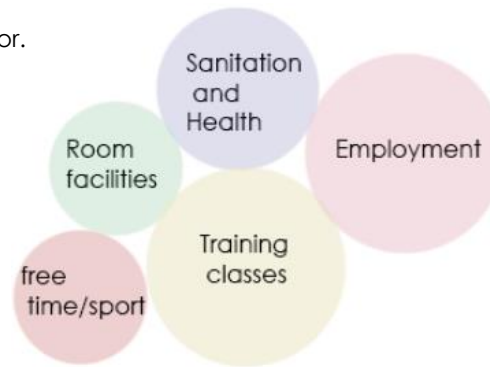 or.
Sanitation
and
Health
Room
facilities
Employment
Training
classes
free
time/sport